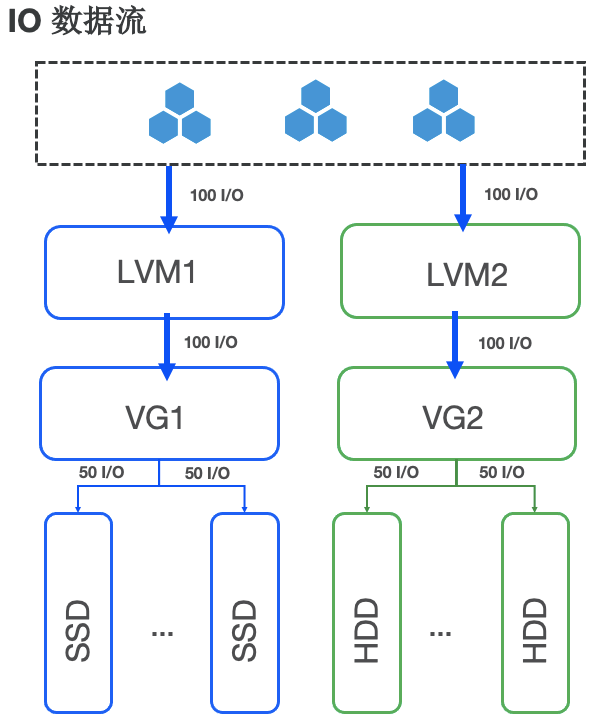 IO 数据流
100 I/O
100 I/O
LVM1
LVM2
100 I/O
100 I/O
VG1
VG2
50 I/O
50 I/O
50 I/O
50 I/O
SSD
...
SSD
HDD
...
HDD